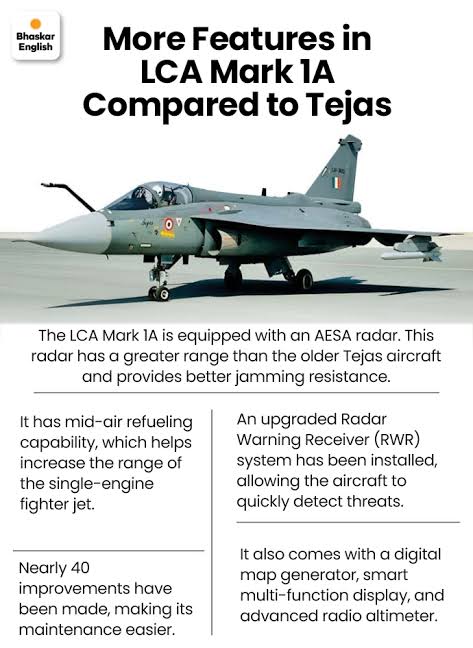 Bhaskar
English
More Features in
LCA Mark 1A
Compared to Tejas
The LCA Mark 1A is equipped with an AESA radar. This
radar has a greater range than the older Tejas aircraft
and provides better jamming resistance.
It has mid-air refueling
capability, which helps
increase the range of
the single-engine
fighter jet.
An upgraded Radar
Warning Receiver (RWR)
system has been installed,
allowing the aircraft to
quickly detect threats.
Nearly 40
improvements have
been made, making its
maintenance easier.
It also comes with a digital
map generator, smart
multi-function display, and
advanced radio altimeter.